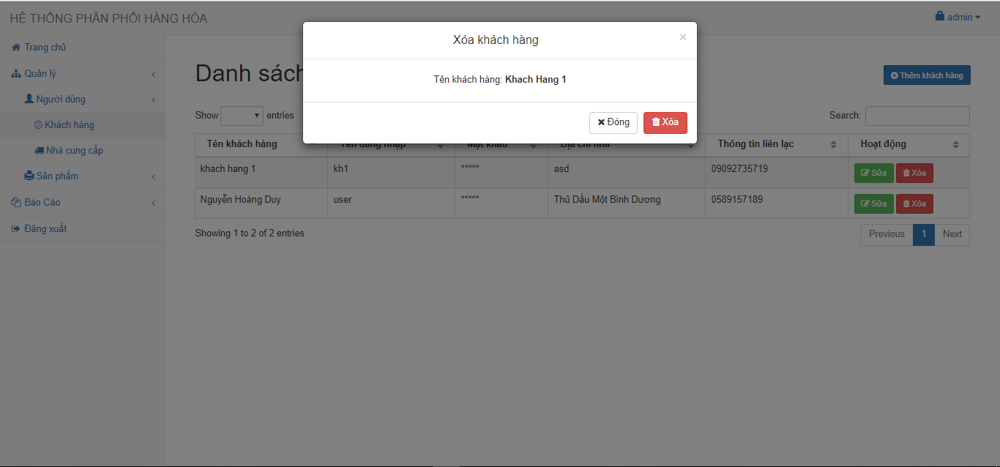 HỆ THỐNG PHÂN PHỐI HÀNG HÓA
admin
Trang chủ
Quản lý
Người dùng
Khách hàng
Nhà cung cấp
Sản phẩm
Báo Cáo
Đăng xuất
Xóa khách hàng ×
Tên khách hàng: Khach Hang 1
Đóng Xóa
Danh sách
Thêm khách hàng
Show entries Search:
Tên khách hàng Tên đăng nhập Mật khẩu Địa chỉ nhà Thông tin liên lạc Hoạt động
khach hang 1 kh1 ***** asd 09092735719 Sửa Xóa
Nguyễn Hoàng Duy user ***** Thủ Dầu Một Bình Dương 0589157189 Sửa Xóa
Showing 1 to 2 of 2 entries
Previous 1 Next